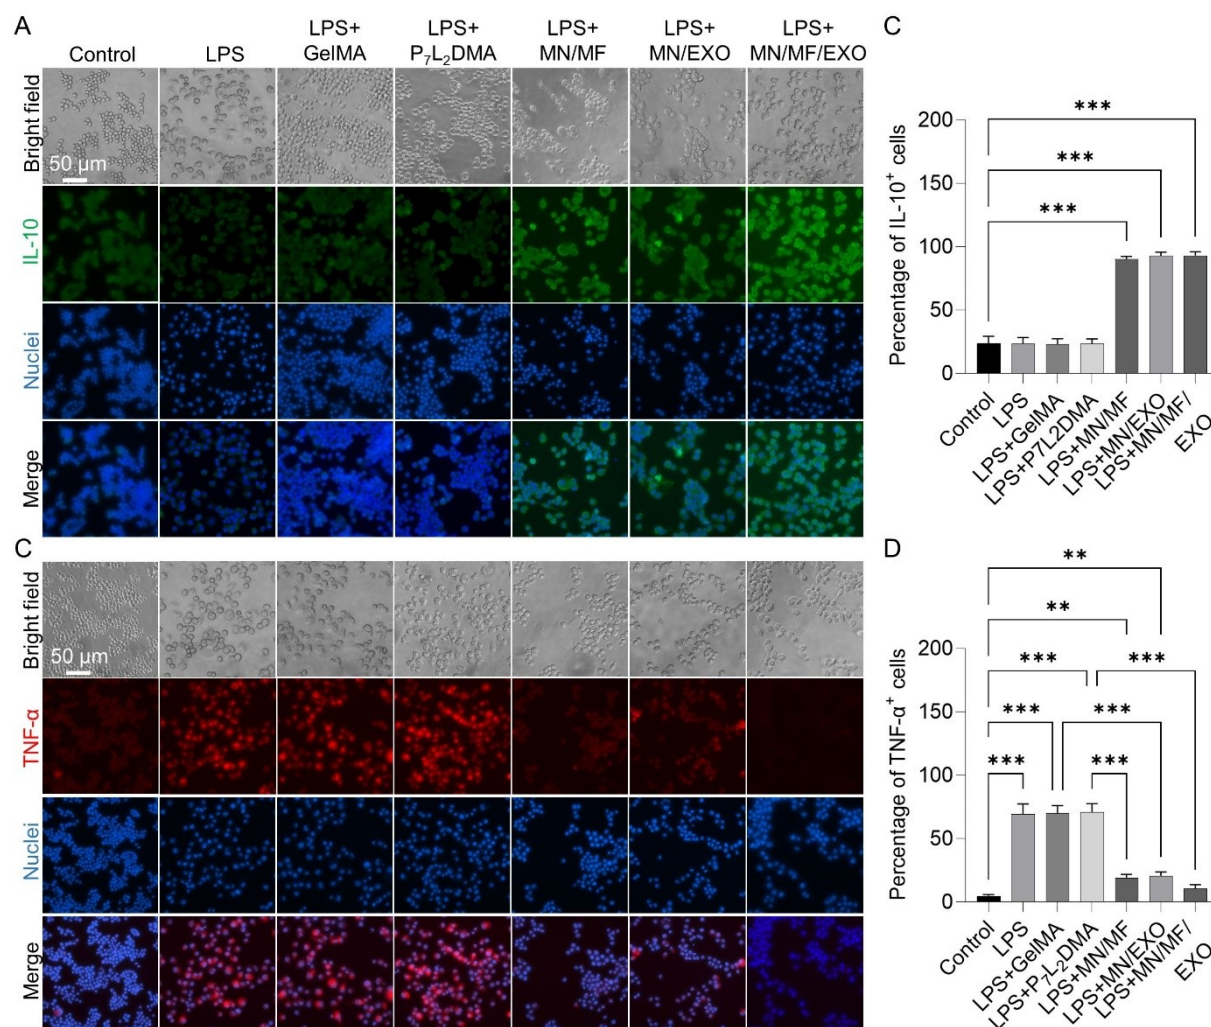 A
Control
LPS
LPS+
GelMA
LPS+
P₇L₂DMA
LPS+
MN/MF
LPS+
MN/EXO
LPS+
MN/MF/EXO
Bright field
50 μm
IL-10
Nuclei
Merge
C
Percentage of IL-10⁺ cells
200
150
100
50
0
***
***
***
Control
LPS
LPS+GelMA
LPS+P7L2DMA
LPS+MN/MF
LPS+MN/EXO
LPS+MN/MF/
EXO
C
Bright field
50 μm
TNF-α
Nuclei
Merge
D
Percentage of TNF-α⁺ cells
200
150
100
50
0
**
**
***
***
***
***
***
***
Control
LPS
LPS+GelMA
LPS+P₇L₂DMA
LPS+MN/MF
LPS+MN/EXO
LPS+MN/MF/
EXO